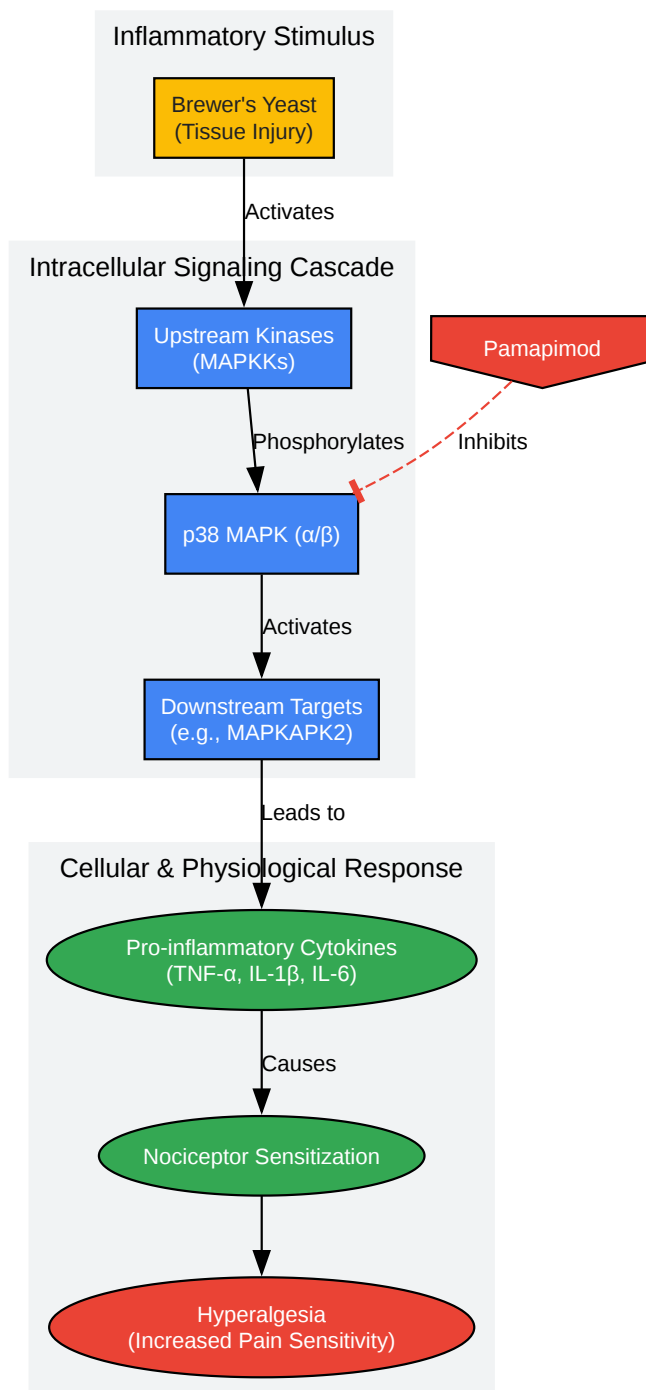 Inflammatory Stimulus
Brewer's Yeast
(Tissue Injury)
Activates
Intracellular Signaling Cascade
Upstream Kinases
(MAPKKs)
Pamapimod
Phosphorylates
Inhibits
p38 MAPK (α/β)
Activates
Downstream Targets
(e.g., MAPKAPK2)
Leads to
Cellular & Physiological Response
Pro-inflammatory Cytokines
(TNF-α, IL-1β, IL-6)
Causes
Nociceptor Sensitization
Hyperalgesia
(Increased Pain Sensitivity)